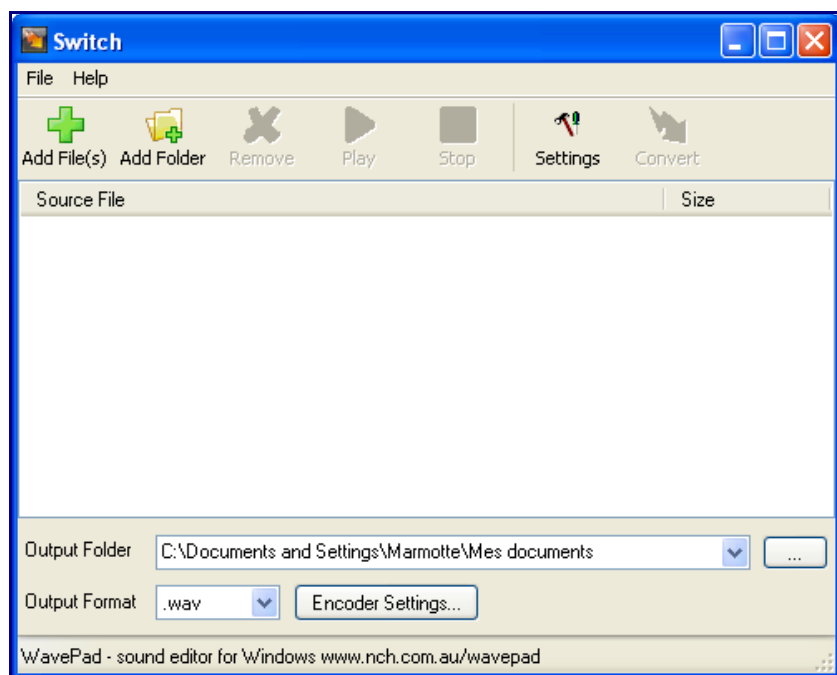 Switch
File Help
Add File(s) Add Folder Remove Play Stop Settings Convert
Source File Size
Output Folder C:\Documents and Settings\Marmotte\Mes documents ...
Output Format .wav Encoder Settings...
WavePad - sound editor for Windows www.nch.com.au/wavepad